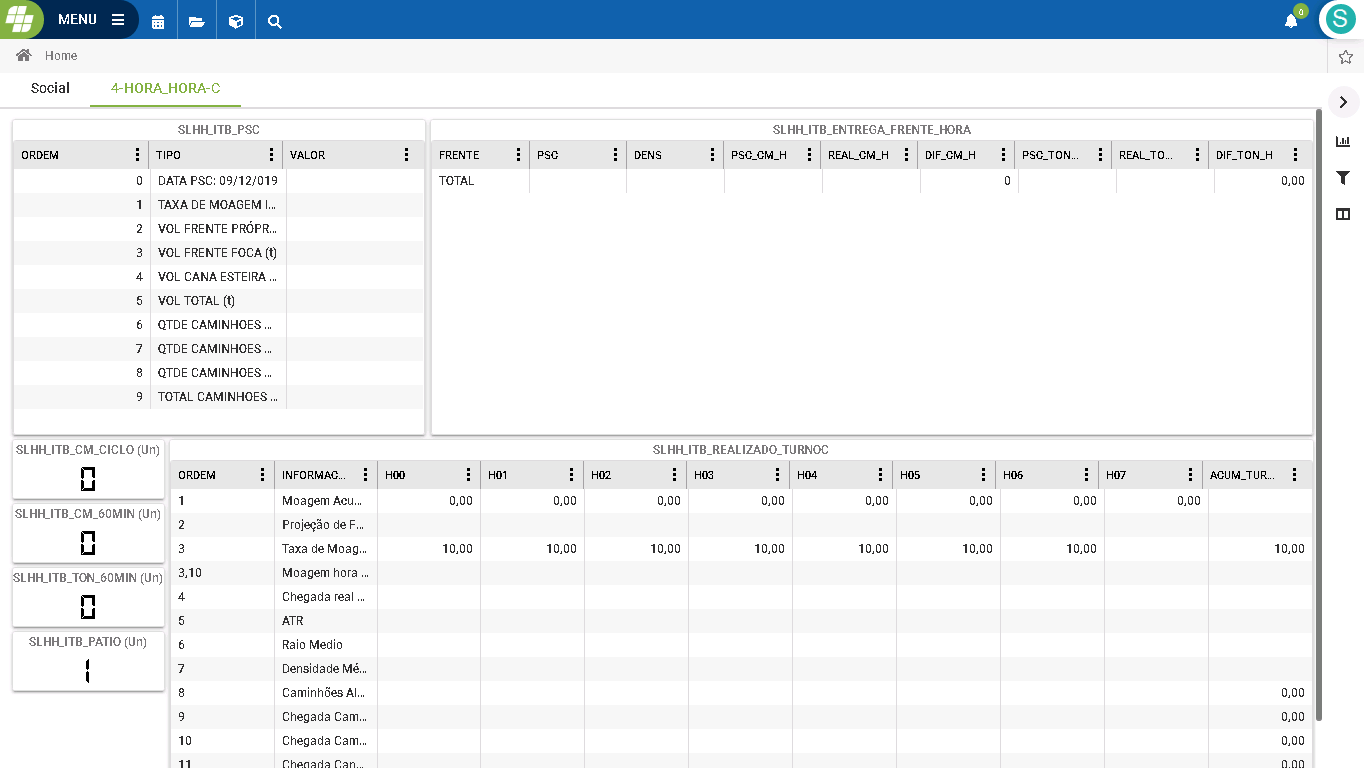 MENU
0
S
Home
Social 4-HORA_HORA-C
SLHH_ITB_PSC
ORDEM TIPO VALOR
0 DATA PSC: 09/12/019
1 TAXA DE MOAGEM I...
2 VOL FRENTE PRÓPR...
3 VOL FRENTE FOCA (t)
4 VOL CANA ESTEIRA ...
5 VOL TOTAL (t)
6 QTDE CAMINHOES ...
7 QTDE CAMINHOES ...
8 QTDE CAMINHOES ...
9 TOTAL CAMINHOES ...
SLHH_ITB_ENTREGA_FRENTE_HORA
FRENTE PSC DENS PSC_CM_H REAL_CM_H DIF_CM_H PSC_TON... REAL_TO... DIF_TON_H
TOTAL 0 0,00
SLHH_ITB_CM_CICLO (Un)
0
SLHH_ITB_CM_60MIN (Un)
0
SLHH_ITB_TON_60MIN (Un)
0
SLHH_ITB_PATIO (Un)
1
SLHH_ITB_REALIZADO_TURNOC
ORDEM INFORMAC... H00 H01 H02 H03 H04 H05 H06 H07 ACUM_TUR...
1 Moagem Acu... 0,00 0,00 0,00 0,00 0,00 0,00 0,00 0,00
2 Projeção de F...
3 Taxa de Moag... 10,00 10,00 10,00 10,00 10,00 10,00 10,00 10,00
3,10 Moagem hora ...
4 Chegada real ...
5 ATR
6 Raio Medio
7 Densidade Mé...
8 Caminhões Al... 0,00
9 Chegada Cam... 0,00
10 Chegada Cam... 0,00
11 Chegada Can... 0,00